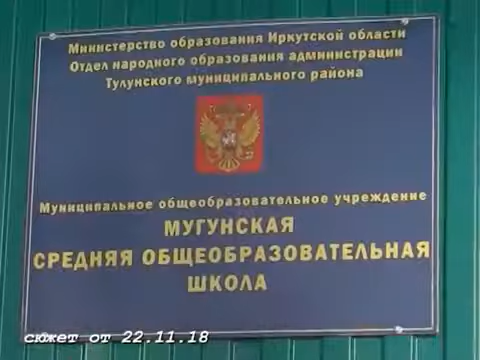 Министерство образования Иркутской области
Отдел народного образования администрации
Тулунского муниципального района
Муниципальное общеобразовательное учреждение
МУГУНСКАЯ
СРЕДНЯЯ ОБЩЕОБРАЗОВАТЕЛЬНАЯ
ШКОЛА
сюжет от 22.11.18